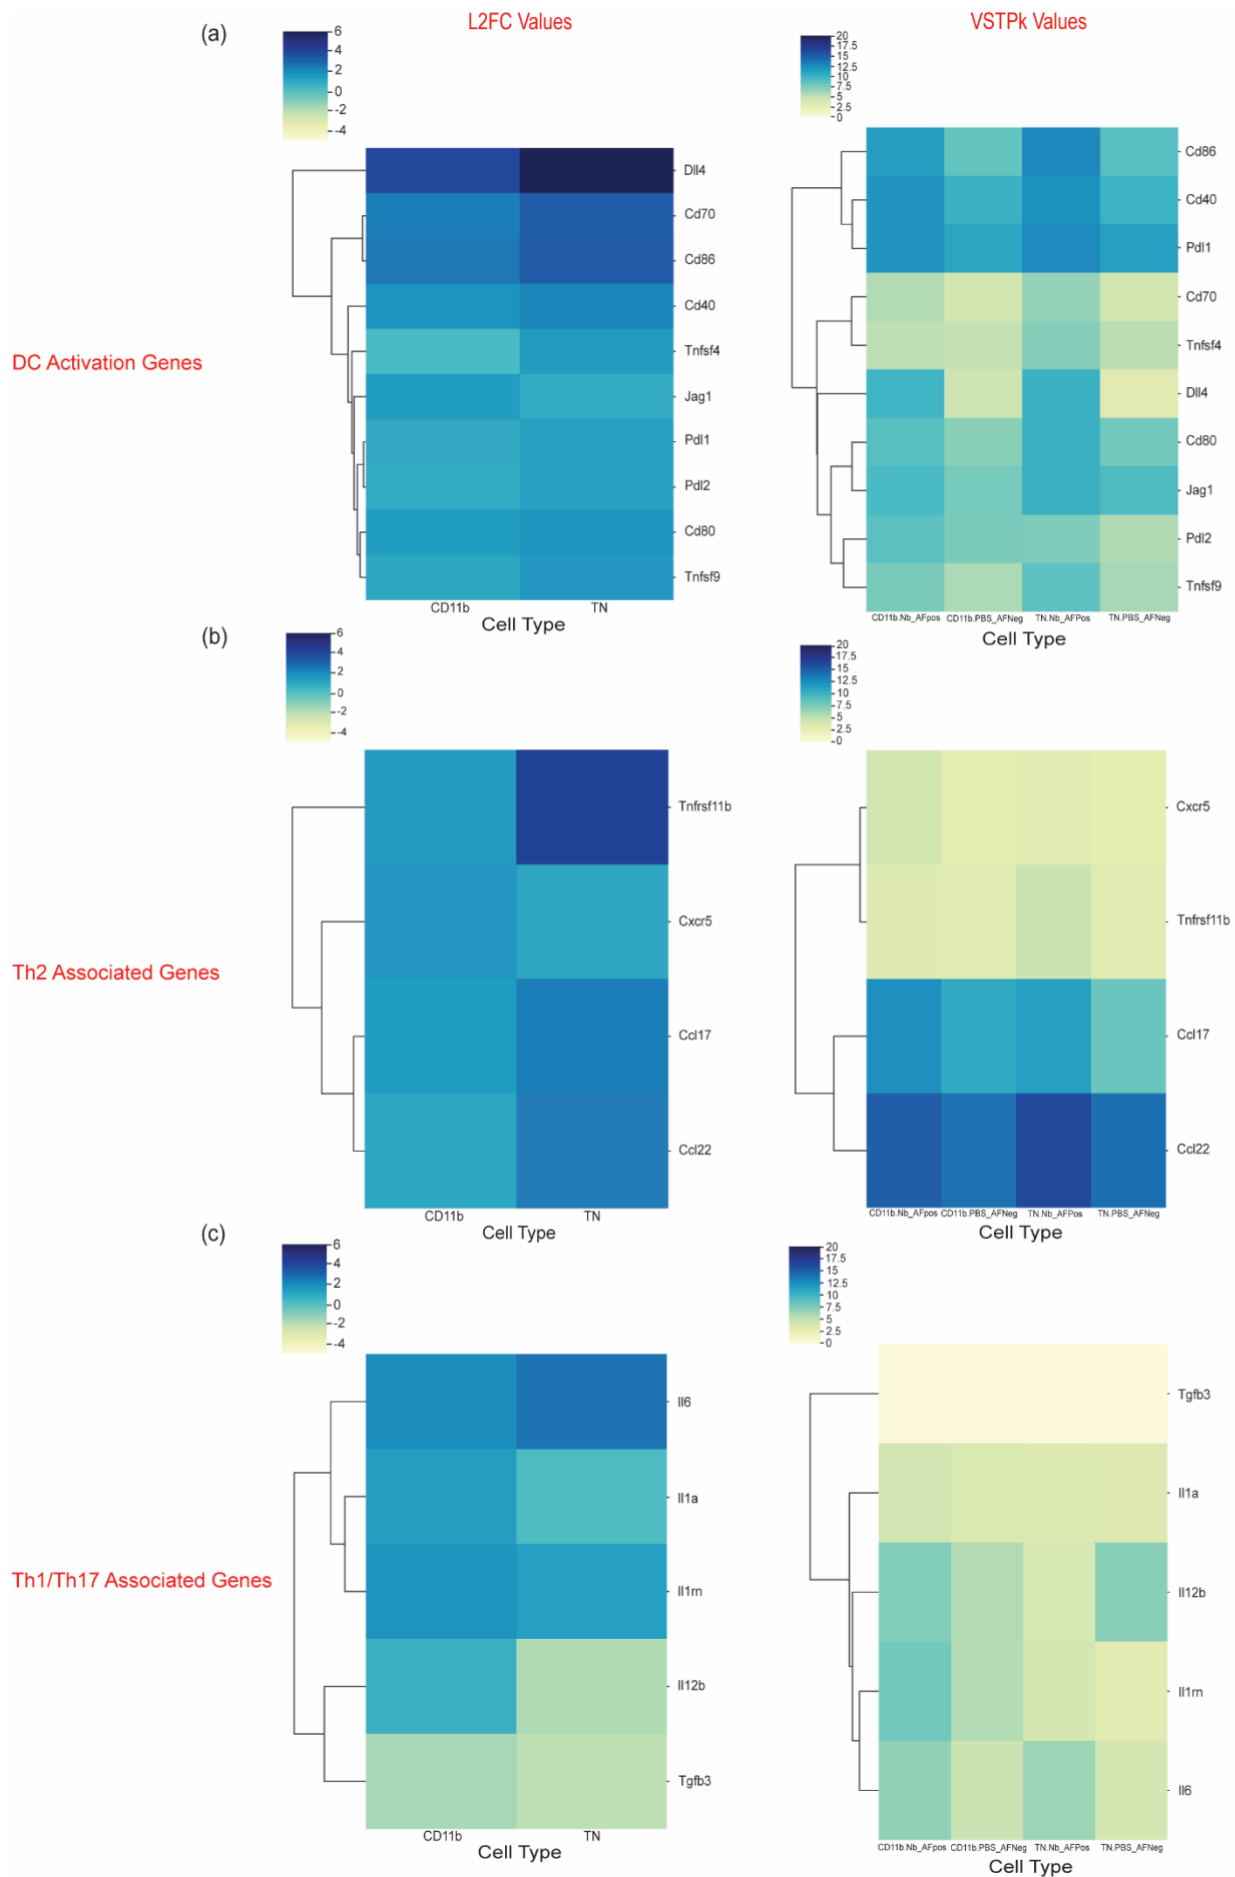 L2FC Values
VSTPk Values
(a)
6
4
2
0
-2
-4
20
17.5
15
12.5
10
7.5
5
2.5
0
DC Activation Genes
Dll4
Cd70
Cd86
Cd40
Tnfsf4
Jag1
Pdl1
Pdl2
Cd80
Tnfsf9
CD11b TN
Cell Type
Cd86
Cd40
Pdl1
Cd70
Tnfsf4
Dll4
Cd80
Jag1
Pdl2
Tnfsf9
CD11b.Nb_AFpos CD11b.PBS_AFNeg TN.Nb_AFPos TN.PBS_AFNeg
Cell Type
(b)
6
4
2
0
-2
-4
20
17.5
15
12.5
10
7.5
5
2.5
0
Th2 Associated Genes
Tnfrsf11b
Cxcr5
Ccl17
Ccl22
CD11b TN
Cell Type
Cxcr5
Tnfrsf11b
Ccl17
Ccl22
CD11b.Nb_AFpos CD11b.PBS_AFNeg TN.Nb_AFPos TN.PBS_AFNeg
Cell Type
(c)
6
4
2
0
-2
-4
20
17.5
15
12.5
10
7.5
5
2.5
0
Th1/Th17 Associated Genes
Il6
Il1a
Il1rn
Il12b
Tgfb3
CD11b TN
Cell Type
Tgfb3
Il1a
Il12b
Il1rn
Il6
CD11b.Nb_AFpos CD11b.PBS_AFNeg TN.Nb_AFPos TN.PBS_AFNeg
Cell Type